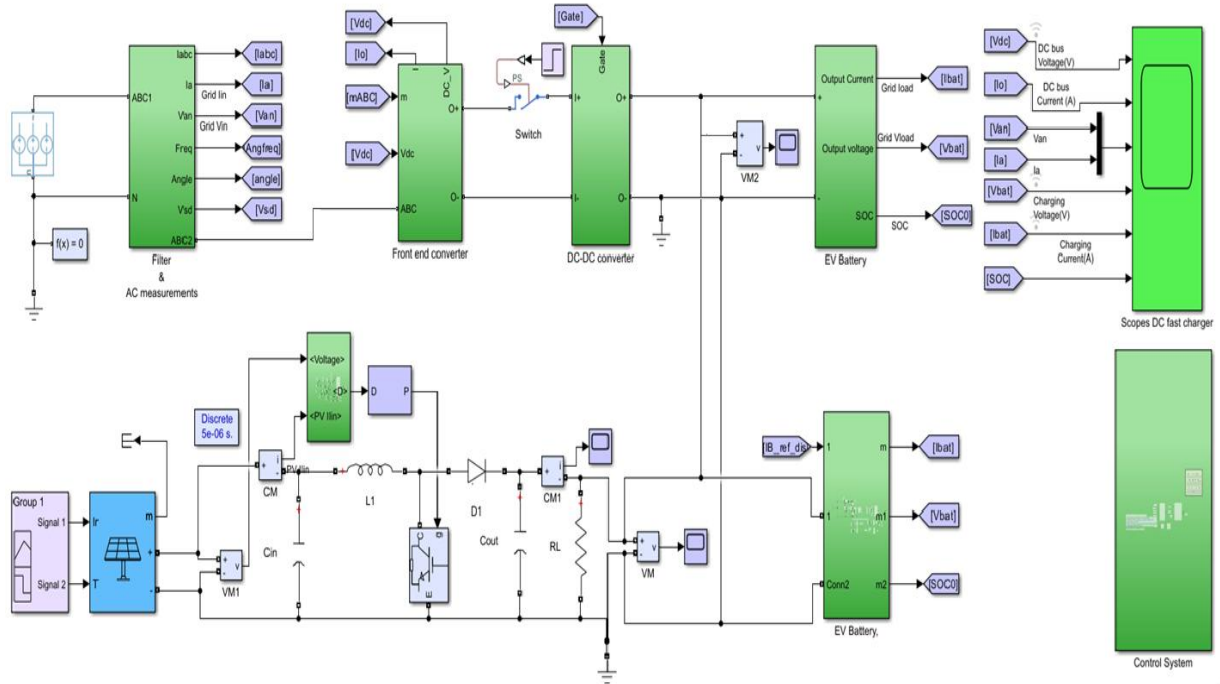 [Vdc]
[Io]
[mABC]
[Vdc]
[Gate]
Iabc
Ia
Van
Freq
Angle
Vsd
ABC1
N
ABC2
Grid Iin
Grid Vin
[Iabc]
[Ia]
[Van]
[Angfreq]
[angle]
[Vsd]
f(x) = 0
Filter
&
AC measurements
I
DC_V
m
Vdc
ABC
O+
O-
Front end converter
PS
Switch
Gate
I+
I-
O+
O-
DC-DC converter
+
-
v
VM2
+
-
Output Current
Output voltage
SOC
Grid load
Grid Vload
SOC
[Ibat]
[Vbat]
[SOC0]
EV Battery
[Vdc]
DC bus
Voltage(V)
[Io]
DC bus
Current (A)
[Van]
Van
[Ia]
Ia
[Vbat]
Charging
Voltage(V)
[Ibat]
Charging
Current(A)
[SOC]
Scopes DC fast charger
<Voltage>
<D>
<PV Iin>
D
P
Discrete
5e-06 s.
Group 1
Signal 1
Signal 2
Ir
T
m
+
-
+
-
v
VM1
+
i
-
CM
PV Iin
Cin
L1
C
g
E
D1
Cout
+
i
-
CM1
RL
+
-
v
VM
IB_ref_dis
1
1
Conn2
m
m1
m2
[Ibat]
[Vbat]
[SOC0]
EV Battery,
Control System